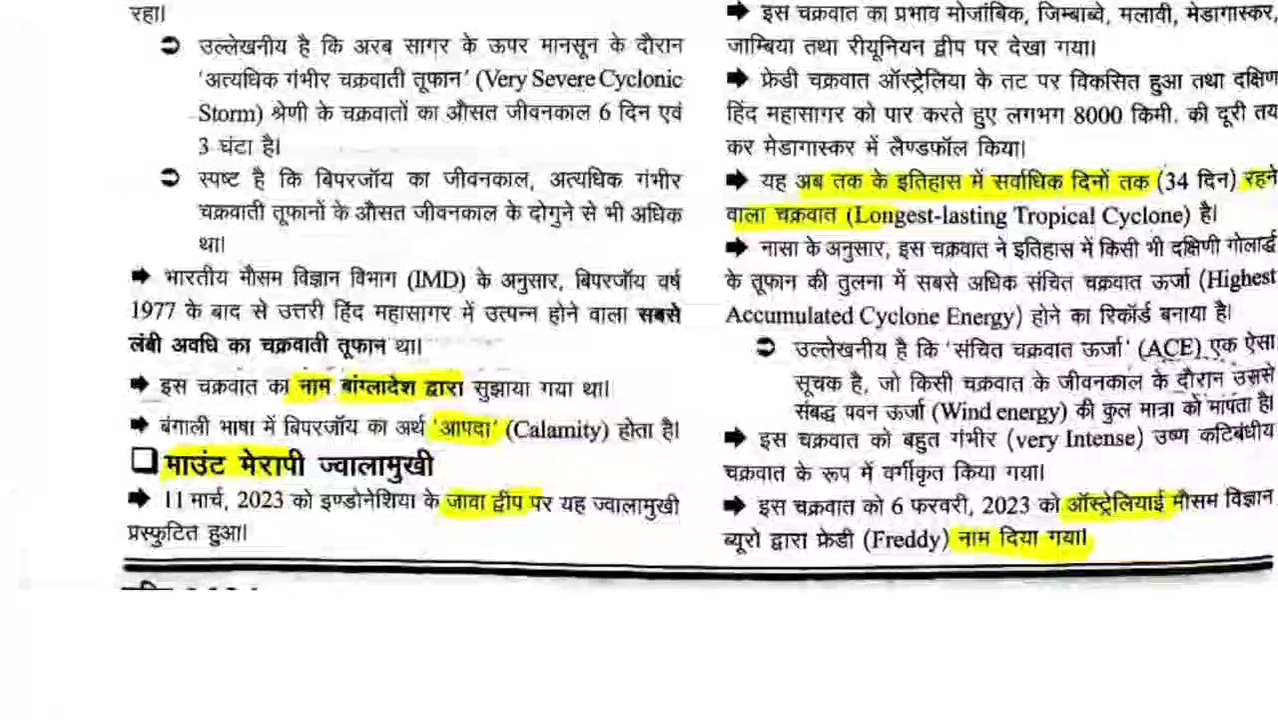 रहा।
➲ उल्लेखनीय है कि अरब सागर के ऊपर मानसून के दौरान
'अत्यधिक गंभीर चक्रवाती तूफान' (Very Severe Cyclonic
Storm) श्रेणी के चक्रवातों का औसत जीवनकाल 6 दिन एवं
3 घंटा है।
➲ स्पष्ट है कि बिपरजॉय का जीवनकाल, अत्यधिक गंभीर
चक्रवाती तूफानों के औसत जीवनकाल के दोगुने से भी अधिक
था।
➡ भारतीय मौसम विज्ञान विभाग (IMD) के अनुसार, बिपरजॉय वर्ष
1977 के बाद से उत्तरी हिंद महासागर में उत्पन्न होने वाला सबसे
लंबी अवधि का चक्रवाती तूफान था।
➡ इस चक्रवात का नाम बांग्लादेश द्वारा सुझाया गया था।
➡ बंगाली भाषा में बिपरजॉय का अर्थ 'आपदा' (Calamity) होता है।
❑ माउंट मेरापी ज्वालामुखी
➡ 11 मार्च, 2023 को इण्डोनेशिया के जावा द्वीप पर यह ज्वालामुखी
प्रस्फुटित हुआ।
➡ इस चक्रवात का प्रभाव मोजांबिक, जिम्बाब्वे, मलावी, मेडागास्कर,
जाम्बिया तथा रीयूनियन द्वीप पर देखा गया।
➡ फ्रेडी चक्रवात ऑस्ट्रेलिया के तट पर विकसित हुआ तथा दक्षिण
हिंद महासागर को पार करते हुए लगभग 8000 किमी. की दूरी तय
कर मेडागास्कर में लैण्डफॉल किया।
➡ यह अब तक के इतिहास में सर्वाधिक दिनों तक (34 दिन) रहने
वाला चक्रवात (Longest-lasting Tropical Cyclone) है।
➡ नासा के अनुसार, इस चक्रवात ने इतिहास में किसी भी दक्षिणी गोलार्द्ध
के तूफान की तुलना में सबसे अधिक संचित चक्रवात ऊर्जा (Highest
Accumulated Cyclone Energy) होने का रिकॉर्ड बनाया है।
➲ उल्लेखनीय है कि 'संचित चक्रवात ऊर्जा' (ACE) एक ऐसा
सूचक है, जो किसी चक्रवात के जीवनकाल के दौरान उससे
संबद्ध पवन ऊर्जा (Wind energy) की कुल मात्रा को मापता है।
➡ इस चक्रवात को बहुत गंभीर (very Intense) उष्ण कटिबंधीय
चक्रवात के रूप में वर्गीकृत किया गया।
➡ इस चक्रवात को 6 फरवरी, 2023 को ऑस्ट्रेलियाई मौसम विज्ञान
ब्यूरो द्वारा फ्रेडी (Freddy) नाम दिया गया।